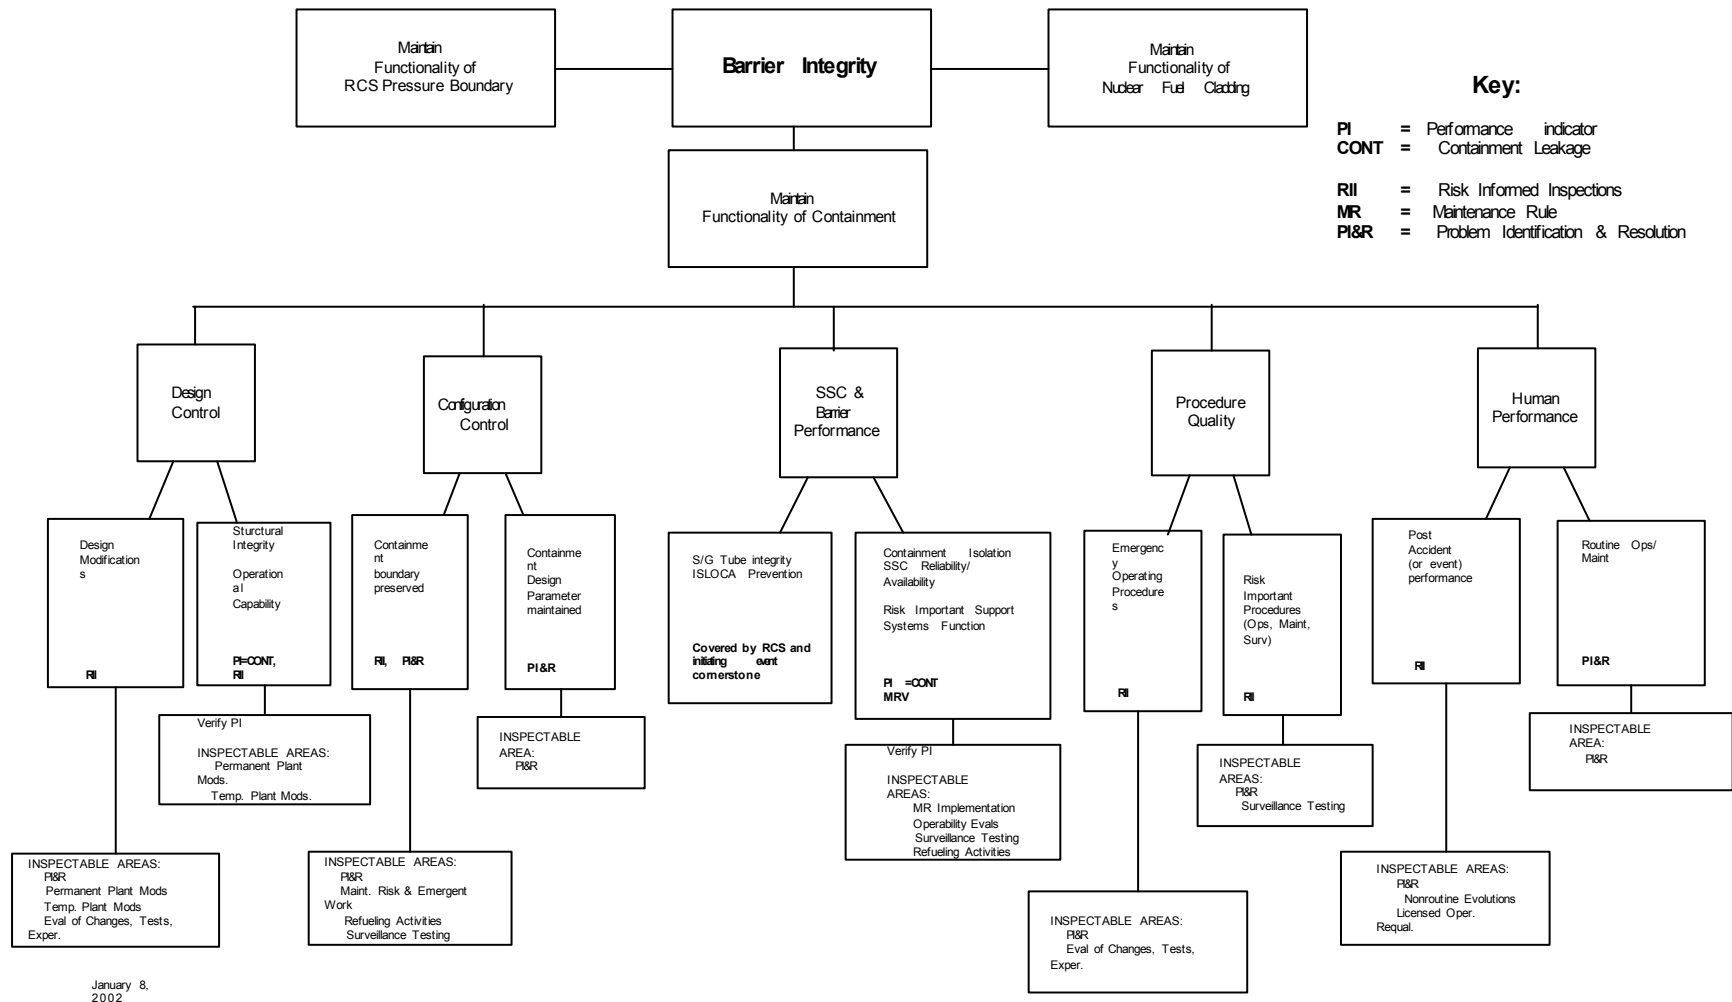 Maintain
Functionality of
RCS Pressure Boundary
Barrier Integrity
Maintain
Functionality of
Nuclear Fuel Cladding
Key:
PI = Performance indicator
CONT = Containment Leakage
RII = Risk Informed Inspections
MR = Maintenance Rule
PI&R = Problem Identification & Resolution
Maintain
Functionality of Containment
Design
Control
Configuration
Control
SSC &
Barrier
Performance
Procedure
Quality
Human
Performance
Design
Modification
s
RII
Sturctural
Integrity
Operation
al
Capability
PI=CONT,
RII
Containme
nt
boundary
preserved
RII, PI&R
Containme
nt
Design
Parameter
maintained
PI&R
S/G Tube integrity
ISLOCA Prevention
Covered by RCS and
initiating event
cornerstone
Containment Isolation
SSC Reliability/
Availability
Risk Important Support
Systems Function
PI =CONT
MRV
Emergenc
y
Operating
Procedure
s
RII
Risk
Important
Procedures
(Ops, Maint,
Surv)
RII
Post
Accident
(or event)
performance
RII
Routine Ops/
Maint
PI&R
Verify PI
INSPECTABLE AREAS:
Permanent Plant
Mods.
Temp. Plant Mods.
INSPECTABLE
AREA:
PI&R
Verify PI
INSPECTABLE
AREAS:
MR Implementation
Operability Evals
Surveillance Testing
Refueling Activities
INSPECTABLE
AREAS:
PI&R
Surveillance Testing
INSPECTABLE
AREA:
PI&R
INSPECTABLE AREAS:
PI&R
Permanent Plant Mods
Temp. Plant Mods
Eval of Changes, Tests,
Exper.
INSPECTABLE AREAS:
PI&R
Maint. Risk & Emergent
Work
Refueling Activities
Surveillance Testing
INSPECTABLE AREAS:
PI&R
Eval of Changes, Tests,
Exper.
INSPECTABLE AREAS:
PI&R
Nonroutine Evolutions
Licensed Oper.
Requal.
January 8,
2002